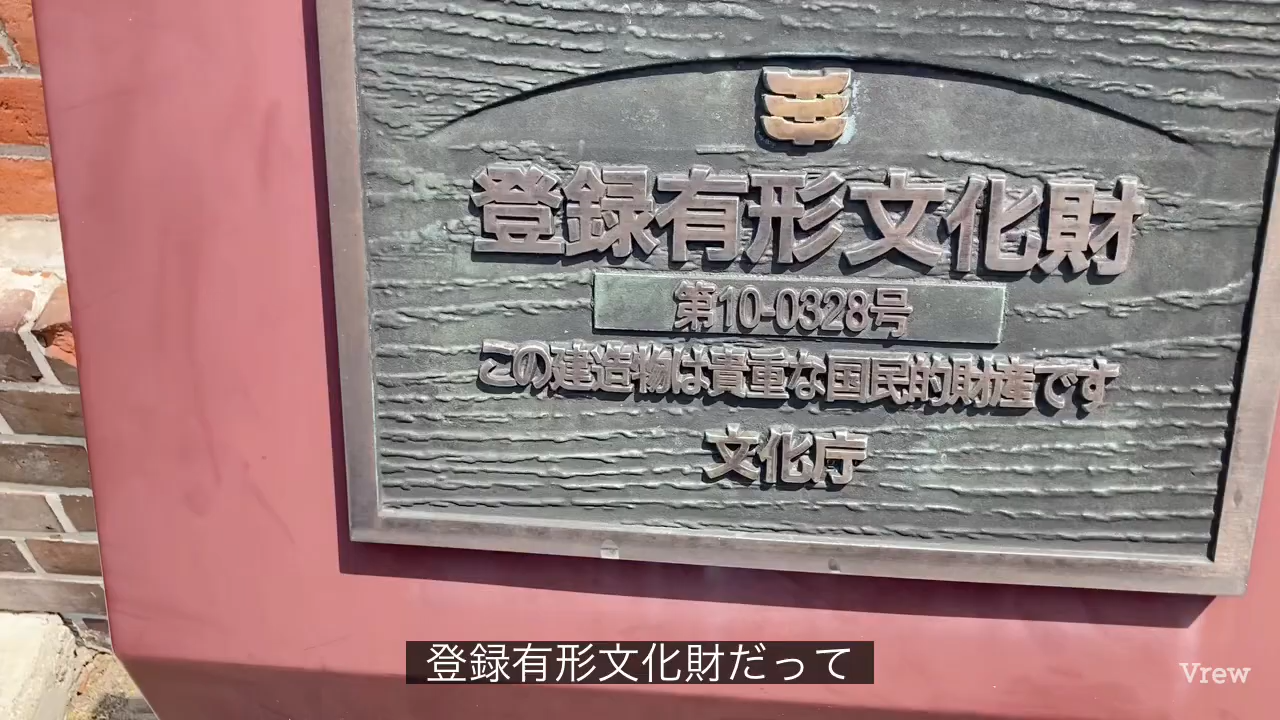 登録有形文化財
第10-0328号
この建造物は貴重な国民的財産です
文化庁
登録有形文化財だって
Vrew